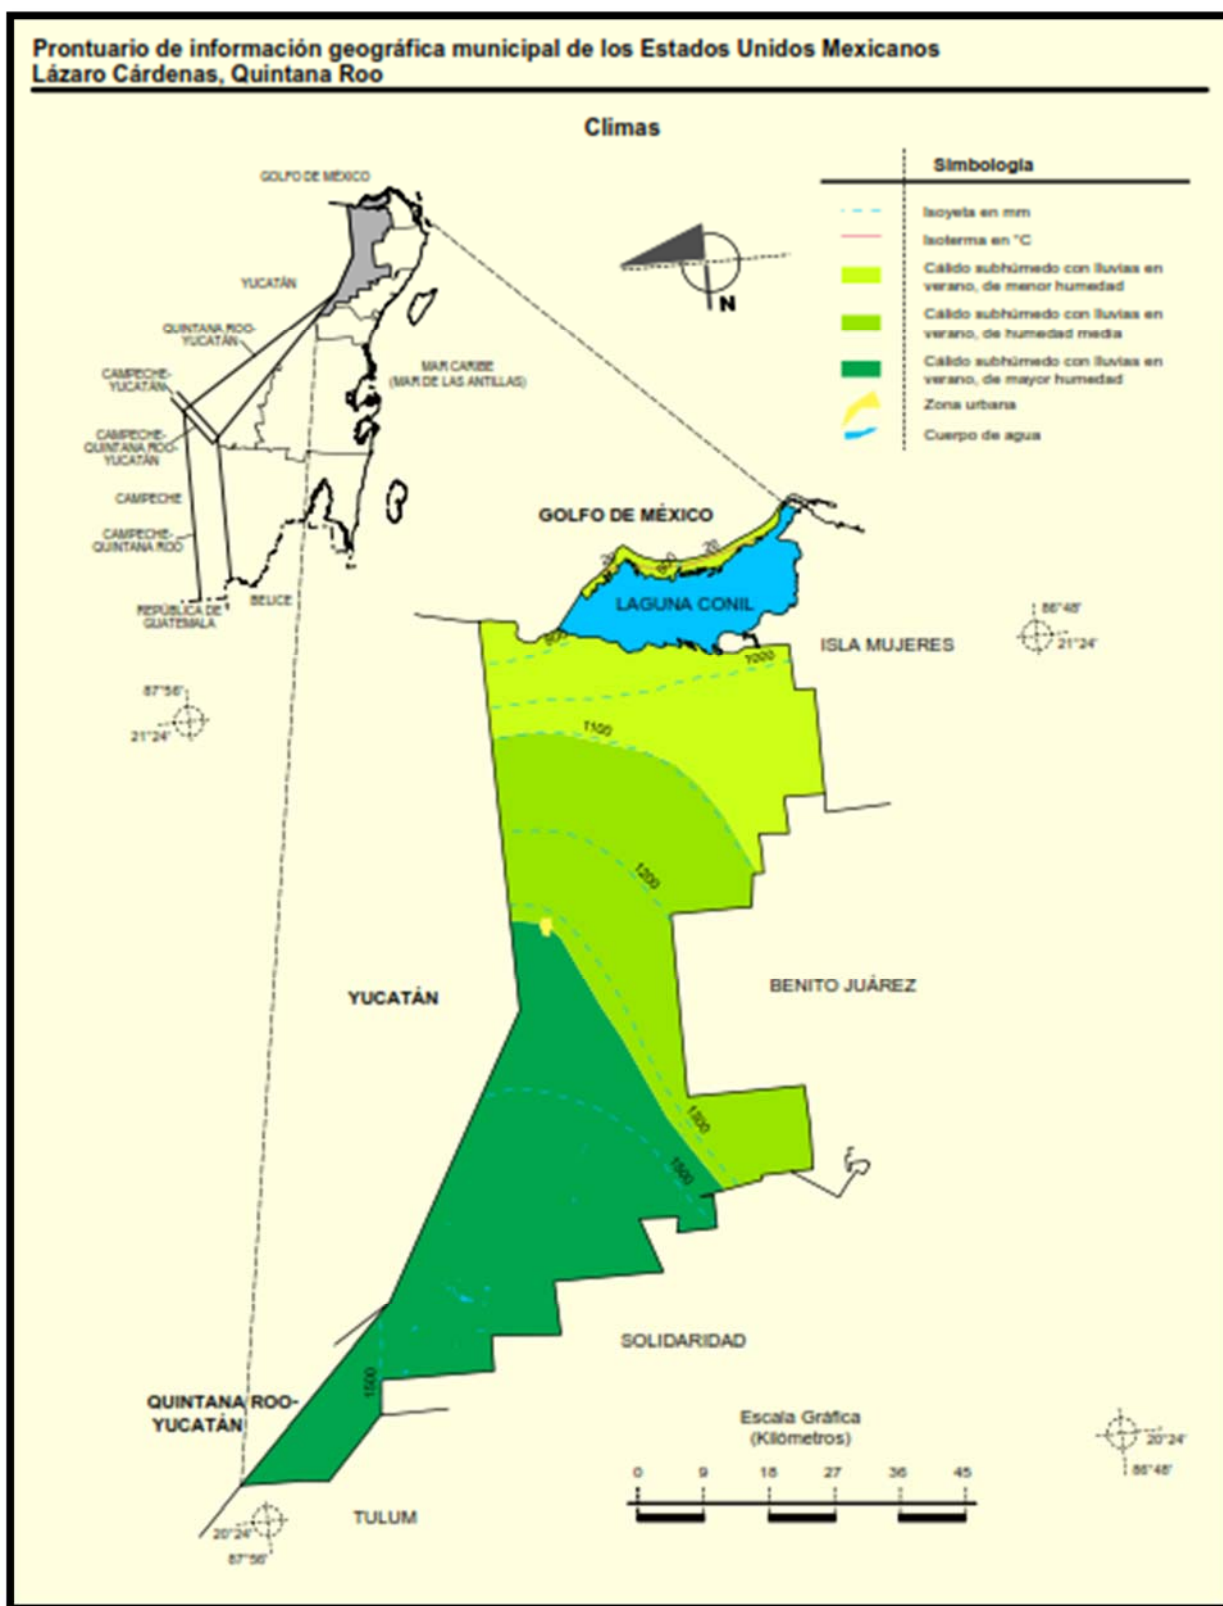 Prontuario de información geográfica municipal de los Estados Unidos Mexicanos
Lázaro Cárdenas, Quintana Roo
Climas
Simbología
Isoyeta en mm
Isoterma en °C
Cálido subhúmedo con lluvias en
verano, de menor humedad
Cálido subhúmedo con lluvias en
verano, de humedad media
Cálido subhúmedo con lluvias en
verano, de mayor humedad
Zona urbana
Cuerpo de agua
GOLFO DE MÉXICO
YUCATÁN
QUINTANA ROO-
YUCATÁN
CAMPECHE-
YUCATÁN
CAMPECHE-
QUINTANA ROO-
YUCATÁN
CAMPECHE
CAMPECHE-
QUINTANA ROO
REPÚBLICA DE
GUATEMALA
BELICE
MAR CARIBE
(MAR DE LAS ANTILLAS)
N
GOLFO DE MÉXICO
LAGUNA CONIL
ISLA MUJERES
86°48'
21°24'
87°56'
21°24'
1000
1100
1200
YUCATÁN
BENITO JUÁREZ
1300
1500
SOLIDARIDAD
1500
QUINTANA ROO-
YUCATÁN
TULUM
20°24'
87°56'
Escala Gráfica
(Kilómetros)
0 9 18 27 36 45
20°24'
86°48'